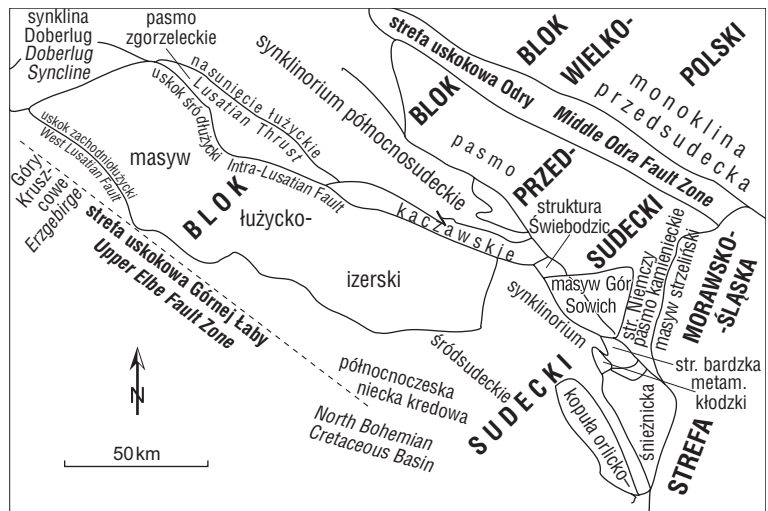 synklina
Doberlug
Doberlug
Syncline
pasmo
zgorzeleckie
nasunięcie łużyckie
Lusatian Thrust
uskok śródłużycki
Intra-Lusatian Fault
uskok zachodniołużycki
West Lusatian Fault
Góry
Krusz-
cowe
Erzgebirge
strefa uskokowa Górnej Łaby
Upper Elbe Fault Zone
masyw
łużycko-
izerski
BLOK
SUDECKI
synklinorium północnosudeckie
pasmo
kaczawskie
BLOK
PRZED-
SUDECKI
strefa uskokowa Odry
Middle Odra Fault Zone
BLOK
WIELKO-
POLSKI
monoklina
przedsudecka
struktura
Świebodzic
masyw Gór
Sowich
str. Niemczy
pasmo kamienieckie
masyw strzeliński
MORAWSKO-
-ŚLĄSKA
STREFA
synklinorium
śródsudeckie
str. bardzka
metam.
kłodzki
kopuła orlicko-
śnieżnicka
północnoczeska
niecka kredowa
North Bohemian
Cretaceous Basin
N
50 km